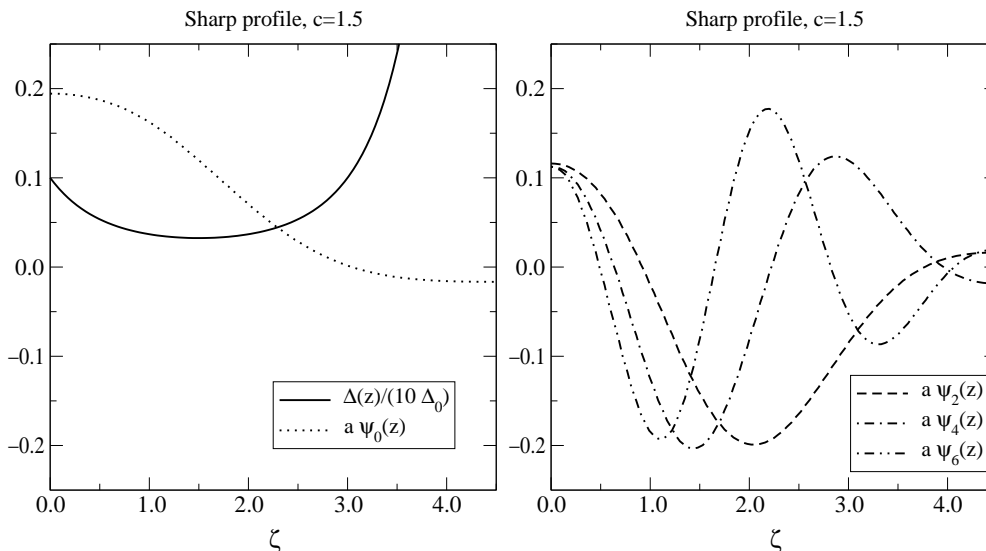 Sharp profile, c=1.5
0.2
0.1
0.0
−0.1
−0.2
0.0 1.0 2.0 3.0 4.0
ζ
Δ(z)/(10 Δ₀)
a ψ₀(z)
Sharp profile, c=1.5
0.2
0.1
0.0
−0.1
−0.2
0.0 1.0 2.0 3.0 4.0
ζ
a ψ₂(z)
a ψ₄(z)
a ψ₆(z)